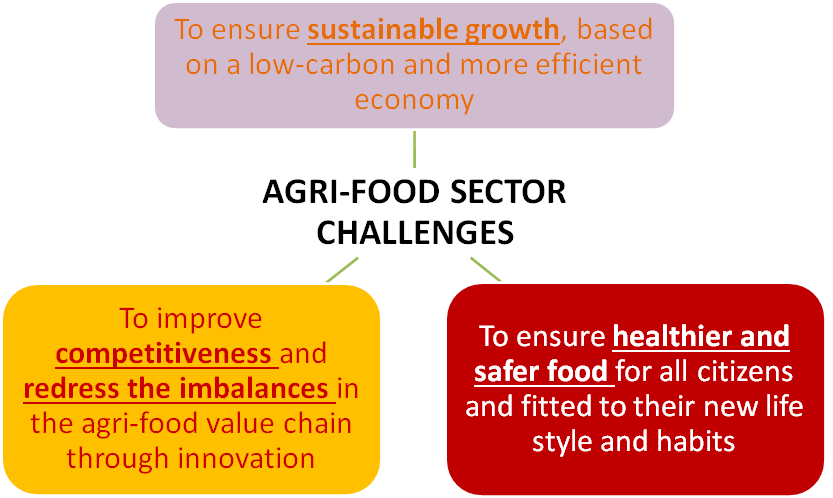 To ensure sustainable growth, based
on a low-carbon and more efficient
economy
AGRI-FOOD SECTOR
CHALLENGES
To improve
competitiveness and
redress the imbalances in
the agri-food value chain
through innovation
To ensure healthier and
safer food for all citizens
and fitted to their new life
style and habits